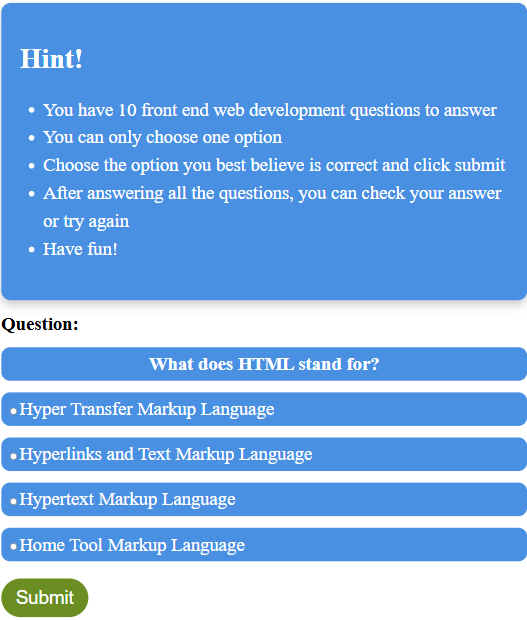 Hint!
• You have 10 front end web development questions to answer
• You can only choose one option
• Choose the option you best believe is correct and click submit
• After answering all the questions, you can check your answer
or try again
• Have fun!
Question:
What does HTML stand for?
• Hyper Transfer Markup Language
• Hyperlinks and Text Markup Language
• Hypertext Markup Language
• Home Tool Markup Language
Submit